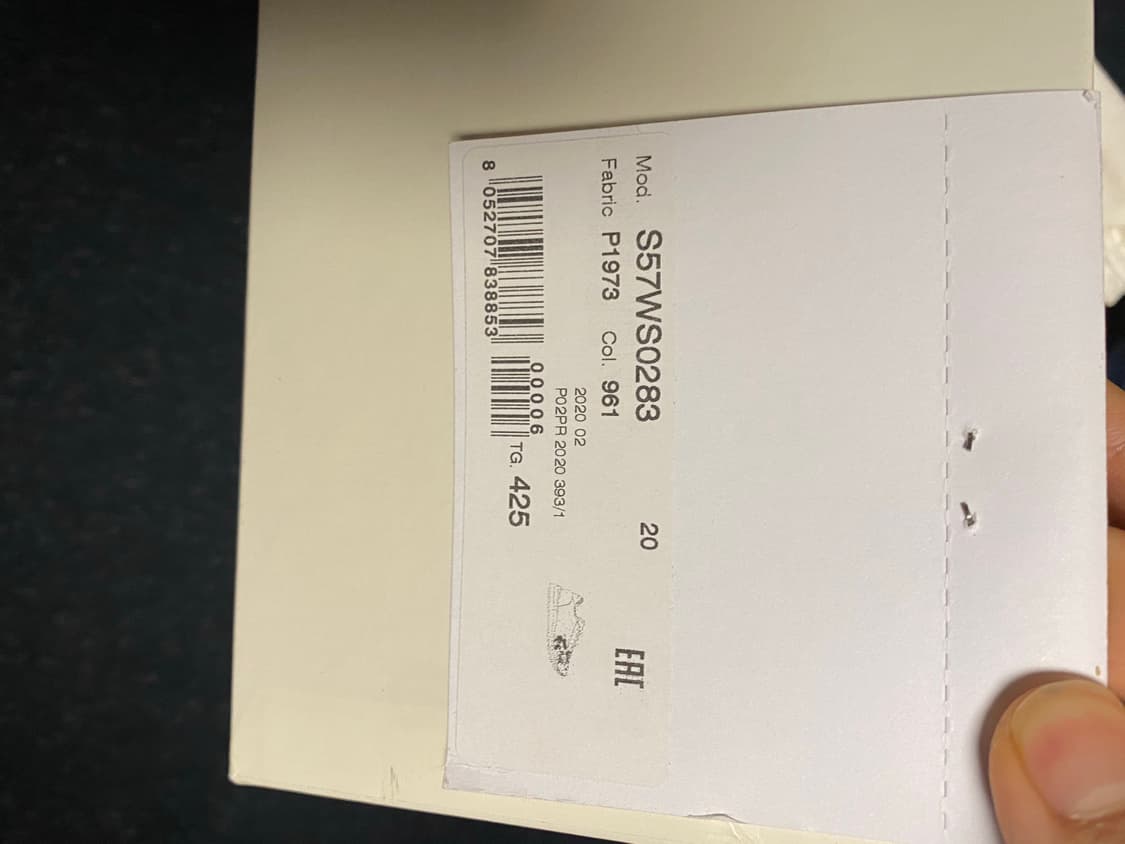 Mod. S57WS0283 20
Fabric P1973 Col. 961
EAC
2020 02
P02PR 2020 393/1
00006
TG. 425
8 052707 838853